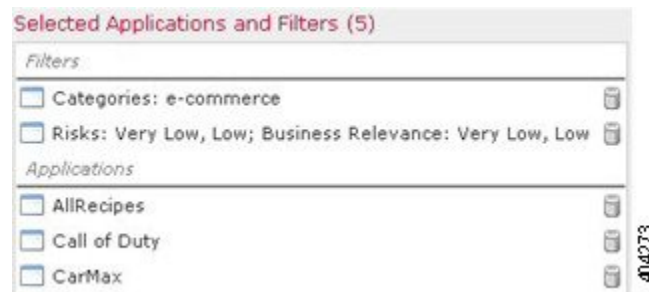 Selected Applications and Filters (5)
Filters
Categories: e-commerce
Risks: Very Low, Low; Business Relevance: Very Low, Low
Applications
AllRecipes
Call of Duty
CarMax
404273